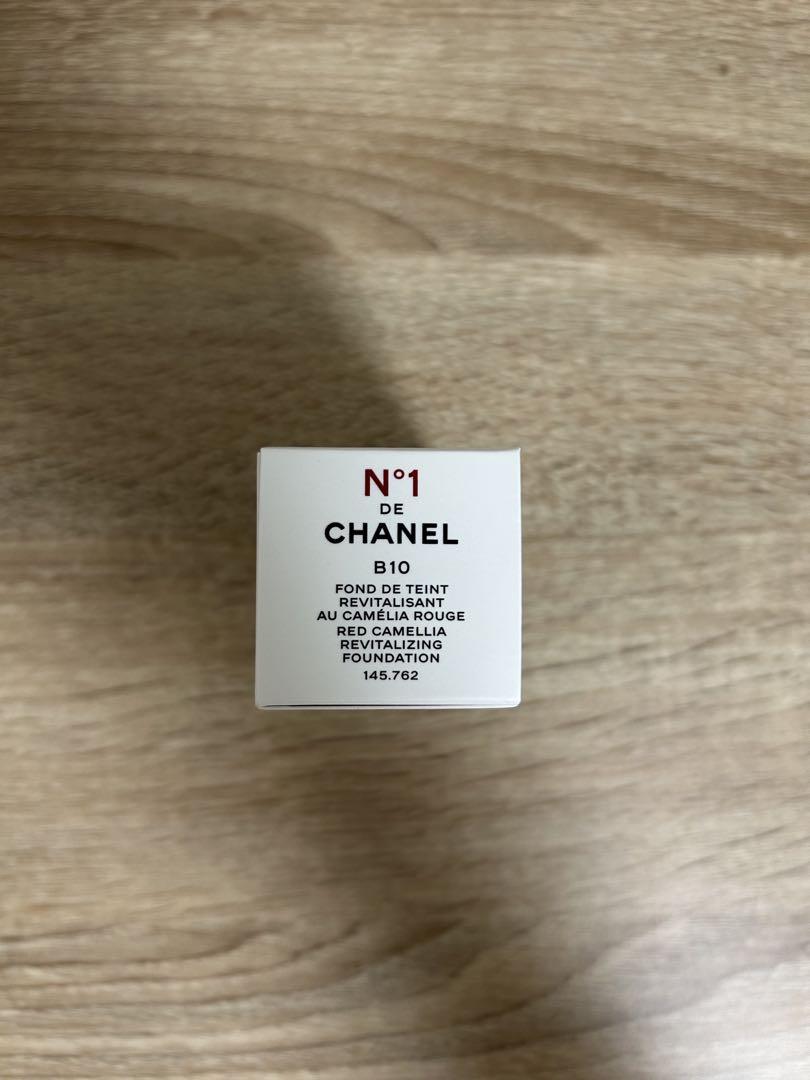 N°1
DE
CHANEL
B10
FOND DE TEINT
REVITALISANT
AU CAMÉLIA ROUGE
RED CAMELLIA
REVITALIZING
FOUNDATION
145.762